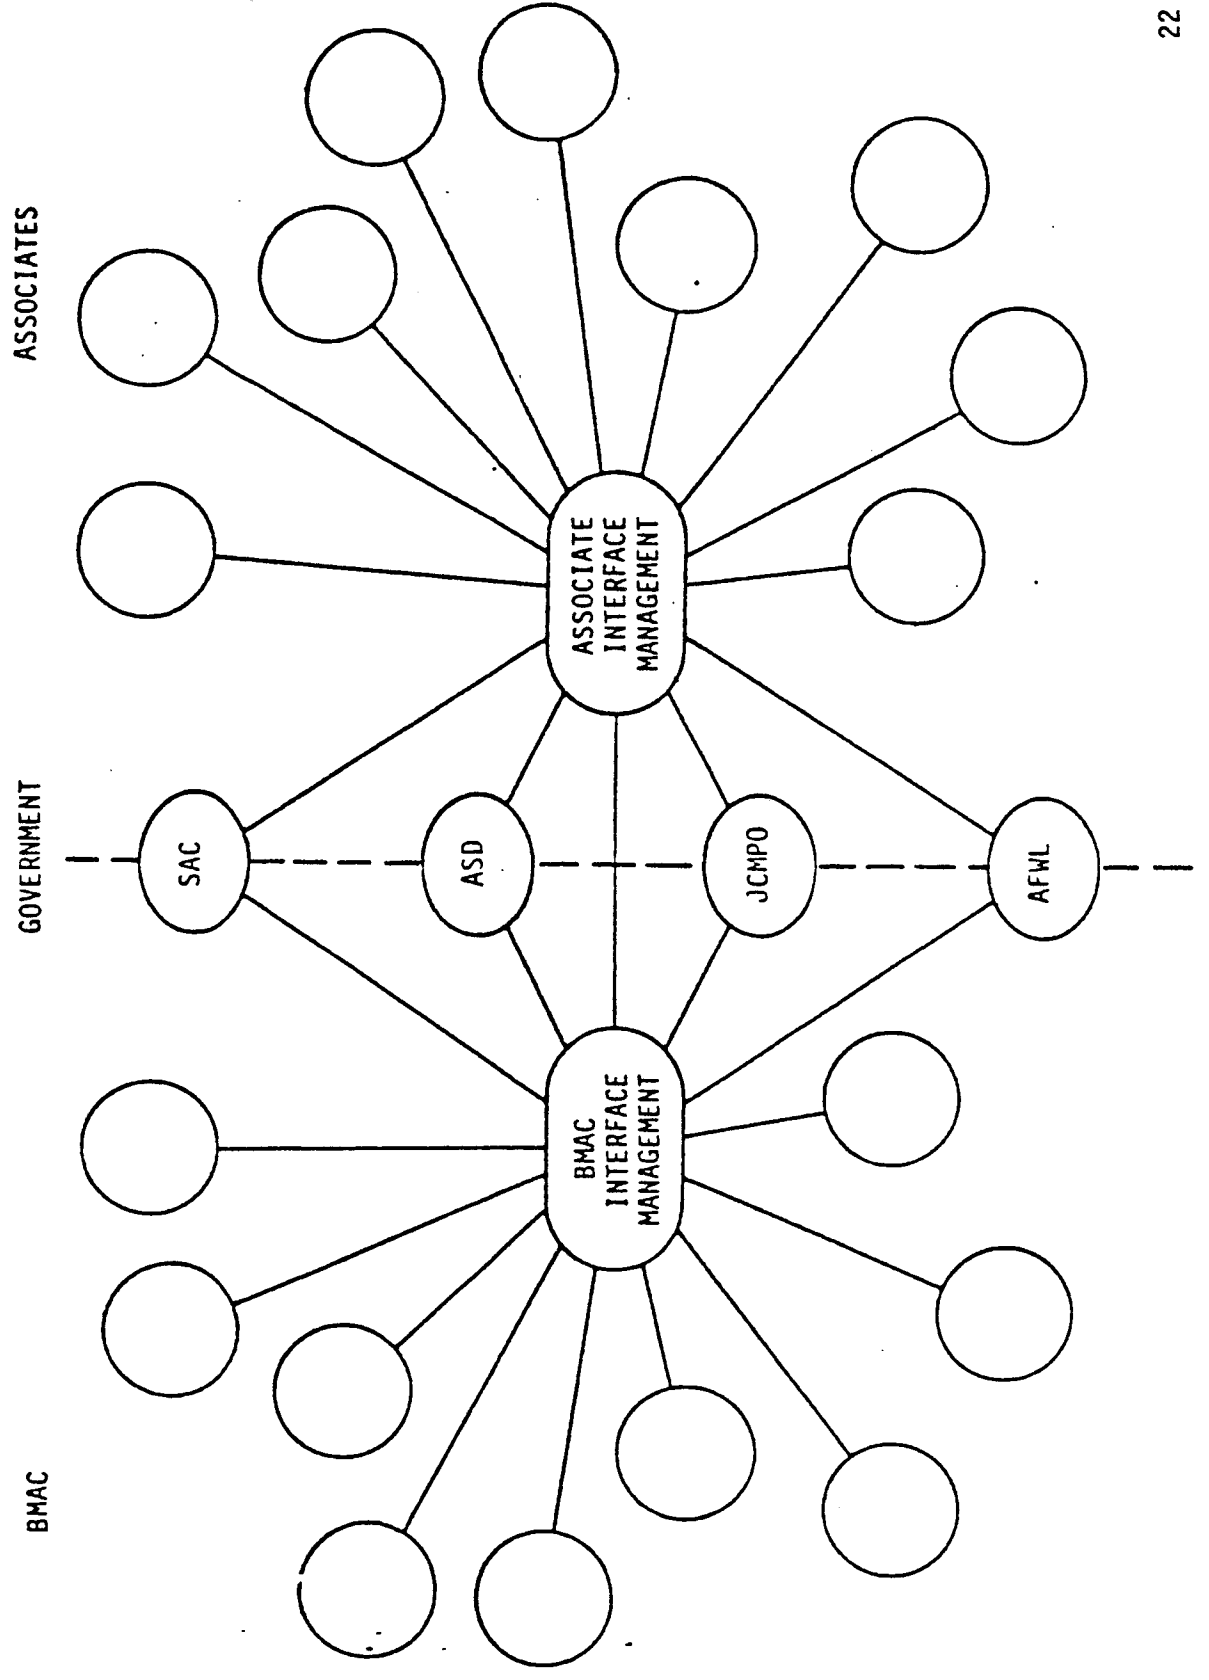 BMAC
GOVERNMENT
ASSOCIATES
SAC
ASD
BMAC
INTERFACE
MANAGEMENT
ASSOCIATE
INTERFACE
MANAGEMENT
JCMPO
AFWL
22